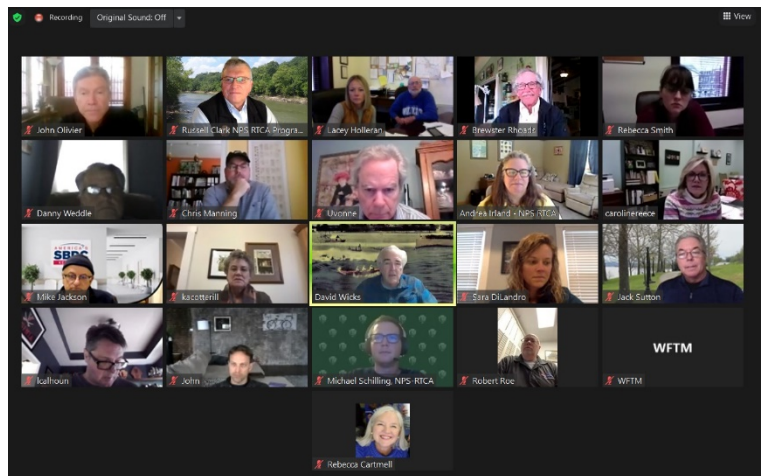 Recording
Original Sound: Off
View
John Olivier
Russell Clark NPS RTCA Progra...
Lacey Holleran
Brewster Rhoads
Rebecca Smith
Danny Weddle
Chris Manning
Uvonne
Andrea Irland - NPS RTCA
carolinereece
AMERICA'S
SBDC
Mike Jackson
kacotterill
David Wicks
Sara DiLandro
Jack Sutton
lcalhoun
John
Michael Schilling, NPS-RTCA
Robert Roe
WFTM
WFTM
Rebecca Cartmell